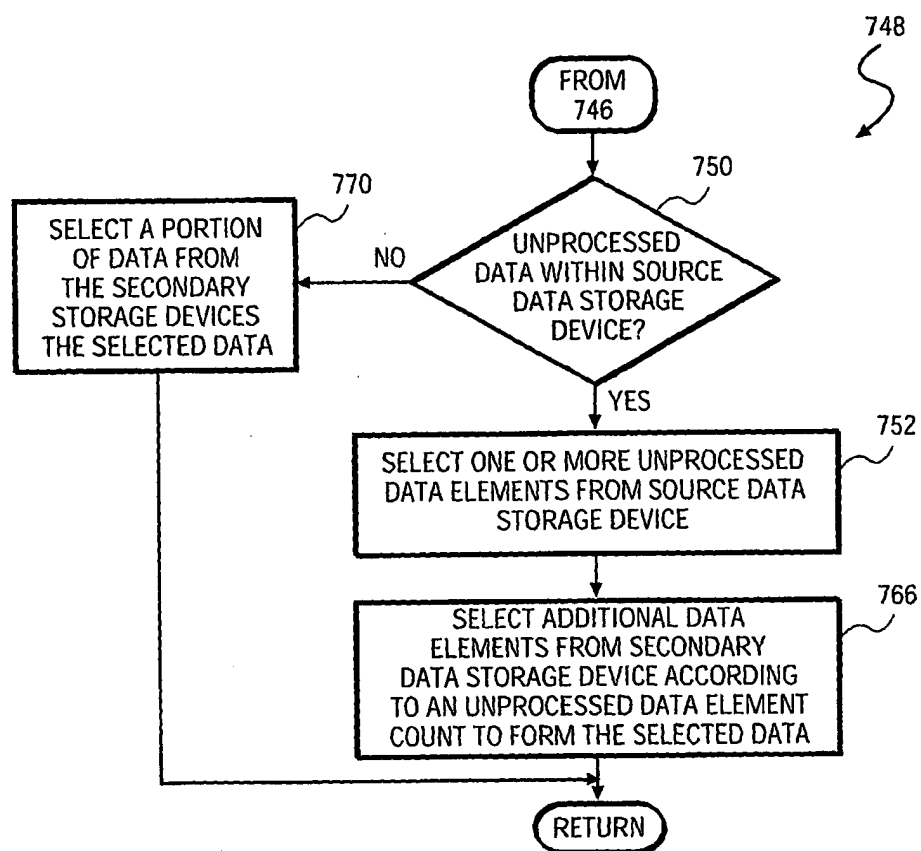 748
FROM
746
750
UNPROCESSED
DATA WITHIN SOURCE
DATA STORAGE
DEVICE?
NO
770
SELECT A PORTION
OF DATA FROM
THE SECONDARY
STORAGE DEVICES
THE SELECTED DATA
YES
752
SELECT ONE OR MORE UNPROCESSED
DATA ELEMENTS FROM SOURCE DATA
STORAGE DEVICE
766
SELECT ADDITIONAL DATA
ELEMENTS FROM SECONDARY
DATA STORAGE DEVICE ACCORDING
TO AN UNPROCESSED DATA ELEMENT
COUNT TO FORM THE SELECTED DATA
RETURN